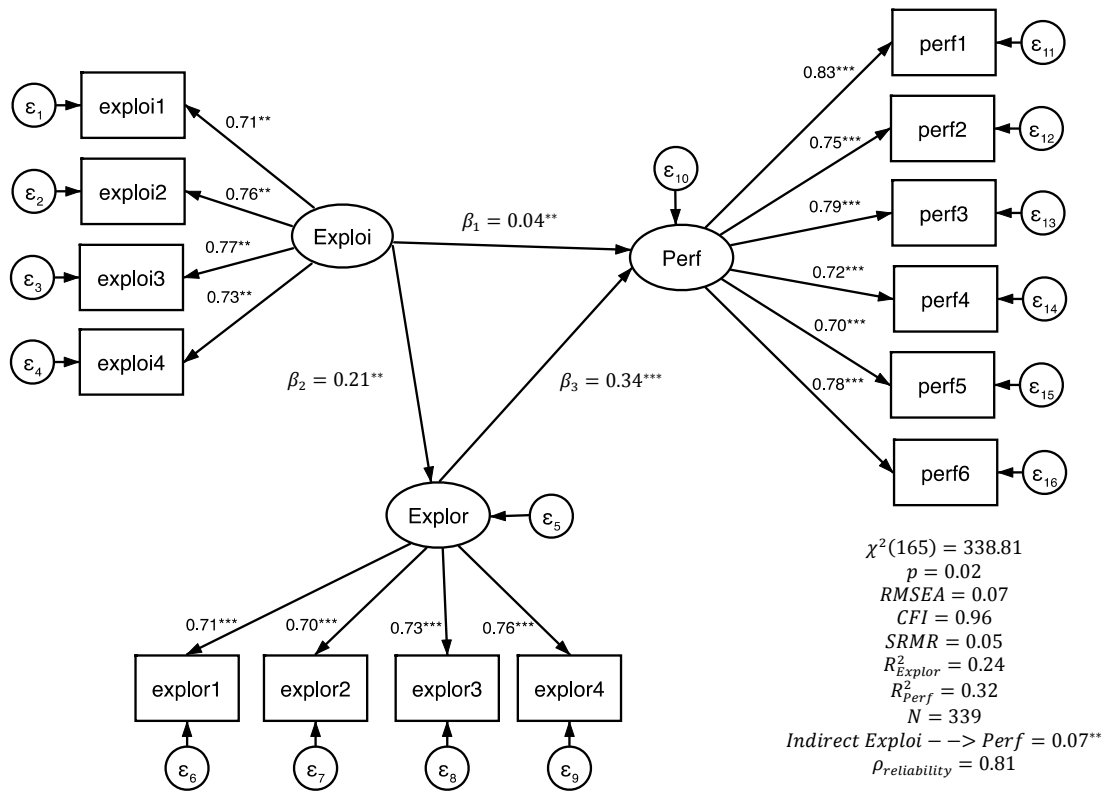 ε₁ exploi1 0.71**
ε₂ exploi2 0.76**
ε₃ exploi3 0.77**
ε₄ exploi4 0.73**
Exploi
β₁ = 0.04**
ε₁₀
Perf
0.83*** perf1 ε₁₁
0.75*** perf2 ε₁₂
0.79*** perf3 ε₁₃
0.72*** perf4 ε₁₄
0.70*** perf5 ε₁₅
0.78*** perf6 ε₁₆
β₂ = 0.21**
β₃ = 0.34***
Explor ε₅
0.71*** 0.70*** 0.73*** 0.76***
explor1 explor2 explor3 explor4
ε₆ ε₇ ε₈ ε₉
χ²(165) = 338.81
p = 0.02
RMSEA = 0.07
CFI = 0.96
SRMR = 0.05
R²Explor = 0.24
R²Perf = 0.32
N = 339
Indirect Exploi − −> Perf = 0.07**
ρreliability = 0.81